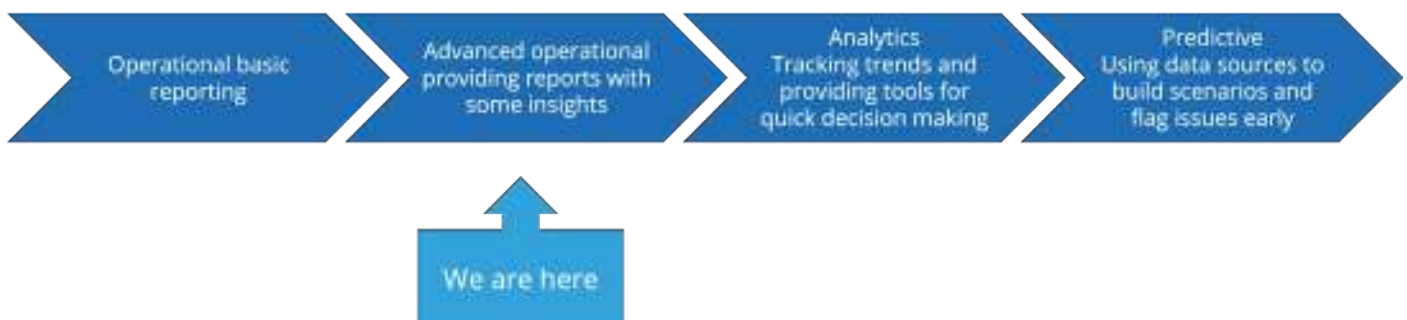 Operational basic
reporting
Advanced operational
providing reports with
some insights
Analytics
Tracking trends and
providing tools for
quick decision making
Predictive
Using data sources to
build scenarios and
flag issues early
We are here